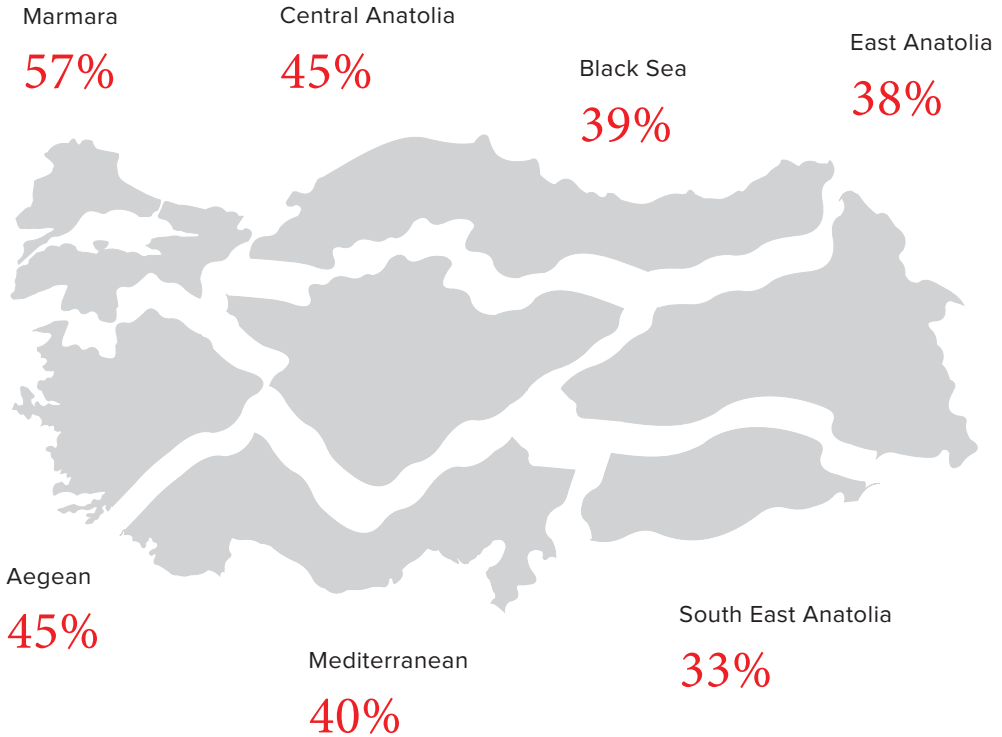 Marmara
57%
Central Anatolia
45%
Black Sea
39%
East Anatolia
38%
Aegean
45%
Mediterranean
40%
South East Anatolia
33%